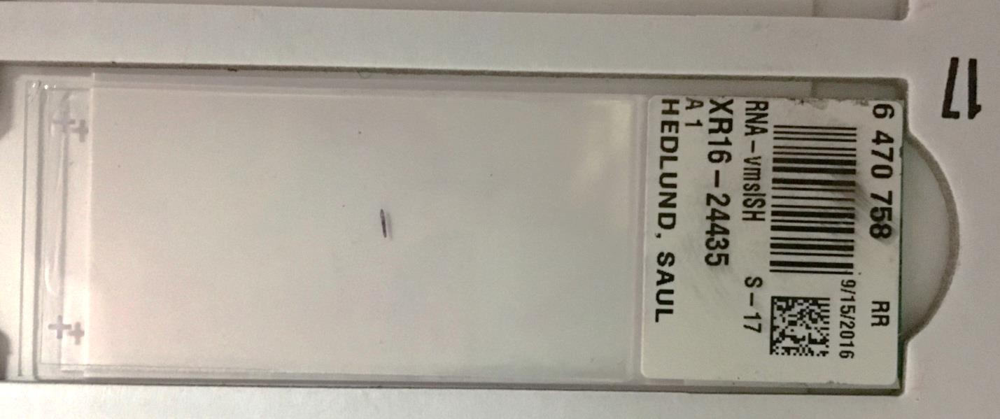 17
6 470 758 RR
9/15/2016
RNA-vmsISH S-17
XR16-24435
A 1
HEDLUND, SAUL